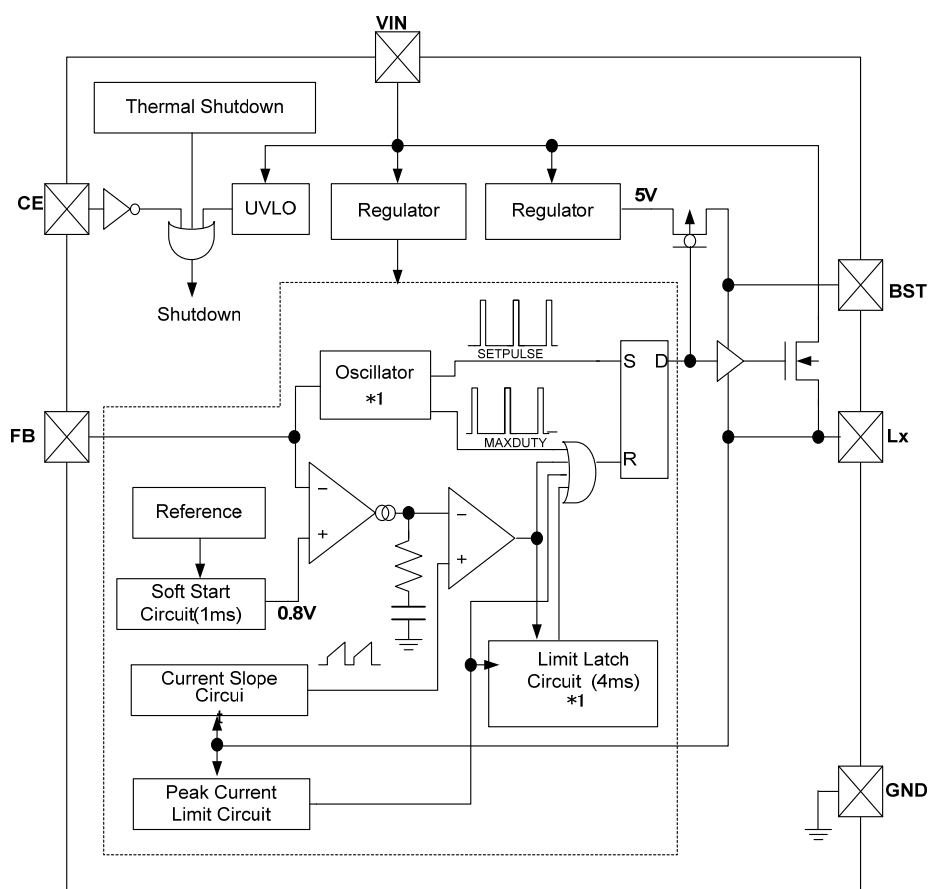 VIN
Thermal Shutdown
CE
UVLO
Regulator
Regulator
5V
BST
Shutdown
SETPULSE
Oscillator
*1
S D
MAXDUTY
FB
Lx
R
−
+
−
+
Reference
Soft Start
Circuit(1ms)
0.8V
Limit Latch
Circuit (4ms)
*1
Current Slope
Circui
t
Peak Current
Limit Circuit
GND